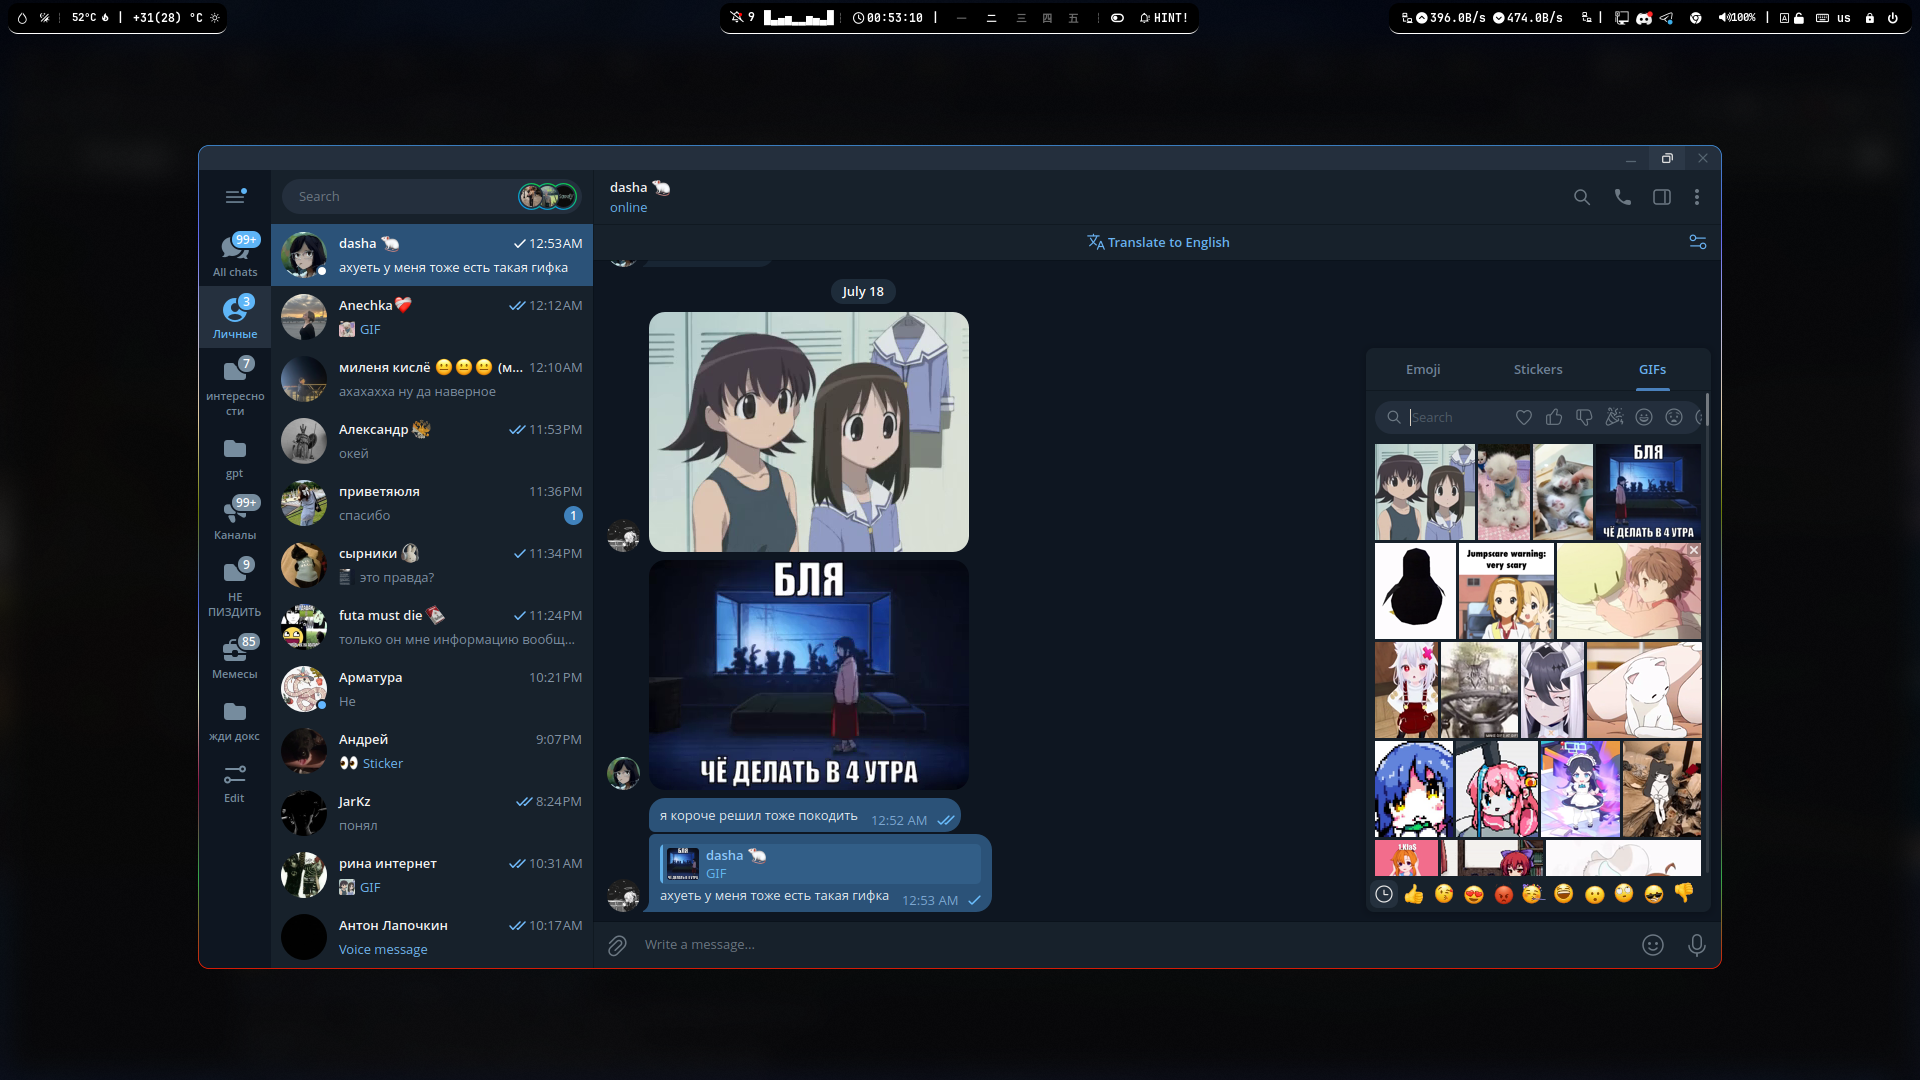 52°C
+31(28) °C
9
00:53:10
一 二 三 四 五
HINT!
396.0B/s 474.0B/s
100%
us
Search
99+
All chats
3
Личные
7
интересно
сти
gpt
99+
Каналы
9
НЕ
ПИЗДИТЬ
85
Мемесы
жди докс
Edit
dasha 12:53AM
ахуеть у меня тоже есть такая гифка
Anechka 12:12AM
GIF
миленя кислё 😐😐😐 (м... 12:10AM
ахахахха ну да наверное
Александр 11:53PM
окей
приветяюля 11:36PM
спасибо 1
сырники 11:34PM
это правда?
futa must die 11:24PM
только он мне информацию вообщ...
Арматура 10:21PM
Не
Андрей 9:07PM
👀 Sticker
JarKz 8:24PM
понял
рина интернет 10:31AM
GIF
Антон Лапочкин 10:17AM
Voice message
dasha
online
Translate to English
July 18
БЛЯ
ЧЁ ДЕЛАТЬ В 4 УТРА
я короче решил тоже покодить 12:52 AM
dasha
GIF
ахуеть у меня тоже есть такая гифка 12:53 AM
Write a message...
Emoji Stickers GIFs
Search
БЛЯ
ЧЁ ДЕЛАТЬ В 4 УТРА
Jumpscare warning:
very scary